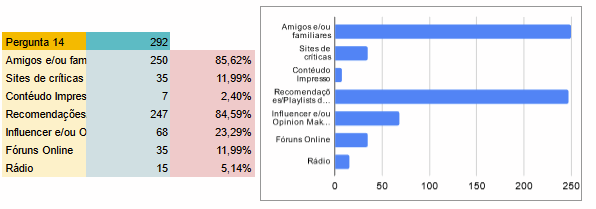 Pergunta 14 292
Amigos e/ou fam 250 85,62%
Sites de críticas 35 11,99%
Contéudo Impres 7 2,40%
Recomendações 247 84,59%
Influencer e/ou O 68 23,29%
Fóruns Online 35 11,99%
Rádio 15 5,14%
Amigos e/ou
familiares
Sites de
críticas
Contéudo
Impresso
Recomendaçõ
es/Playlists d...
Influencer e/ou
Opinion Mak...
Fóruns Online
Rádio
0 50 100 150 200 250